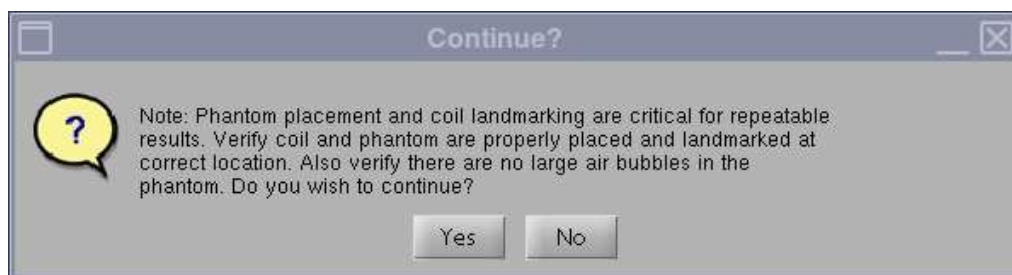 Continue?
Note: Phantom placement and coil landmarking are critical for repeatable
results. Verify coil and phantom are properly placed and landmarked at
correct location. Also verify there are no large air bubbles in the
phantom. Do you wish to continue?
Yes No